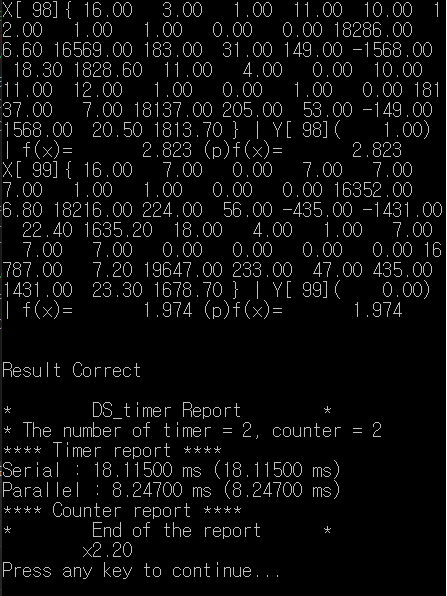 X[ 98]{ 16.00 3.00 1.00 11.00 10.00 1
2.00 1.00 1.00 0.00 0.00 18286.00
6.60 16569.00 183.00 31.00 149.00 -1568.00
18.30 1828.60 11.00 4.00 0.00 10.00
11.00 12.00 1.00 0.00 1.00 0.00 181
37.00 7.00 18137.00 205.00 53.00 -149.00
1568.00 20.50 1813.70 } | Y[ 98]( 1.00)
| f(x)= 2.823 (p)f(x)= 2.823
X[ 99]{ 16.00 7.00 0.00 7.00 7.00
7.00 1.00 1.00 0.00 0.00 16352.00
6.80 18216.00 224.00 56.00 -435.00 -1431.00
22.40 1635.20 18.00 4.00 1.00 7.00
7.00 7.00 0.00 0.00 0.00 0.00 16
787.00 7.20 19647.00 233.00 47.00 435.00
1431.00 23.30 1678.70 } | Y[ 99]( 0.00)
| f(x)= 1.974 (p)f(x)= 1.974
Result Correct
* DS_timer Report *
* The number of timer = 2, counter = 2
**** Timer report ****
Serial : 18.11500 ms (18.11500 ms)
Parallel : 8.24700 ms (8.24700 ms)
**** Counter report ****
* End of the report *
x2.20
Press any key to continue...